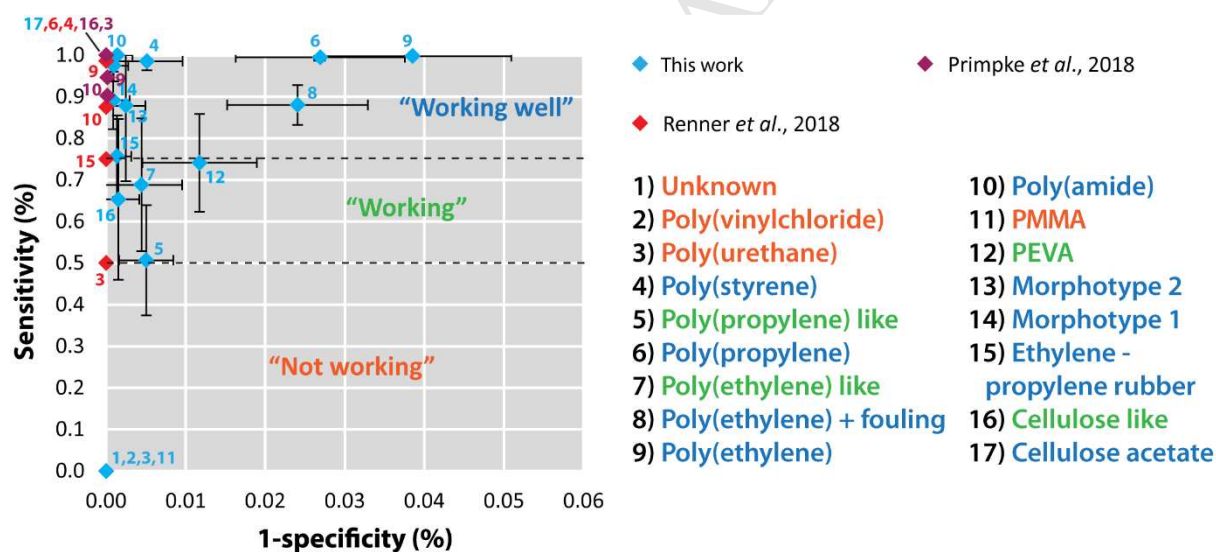 17,6,4,16,3
10
4
6
9
9
9
10
14
8
10
13
15
15
7
12
16
5
3
1,2,3,11
"Working well"
"Working"
"Not working"
1.0
0.9
0.8
0.7
0.6
0.5
0.4
0.3
0.2
0.1
0.0
Sensitivity (%)
0.00 0.01 0.02 0.03 0.04 0.05 0.06
1-specificity (%)
This work
Primpke et al., 2018
Renner et al., 2018
1) Unknown
2) Poly(vinylchloride)
3) Poly(urethane)
4) Poly(styrene)
5) Poly(propylene) like
6) Poly(propylene)
7) Poly(ethylene) like
8) Poly(ethylene) + fouling
9) Poly(ethylene)
10) Poly(amide)
11) PMMA
12) PEVA
13) Morphotype 2
14) Morphotype 1
15) Ethylene -
propylene rubber
16) Cellulose like
17) Cellulose acetate